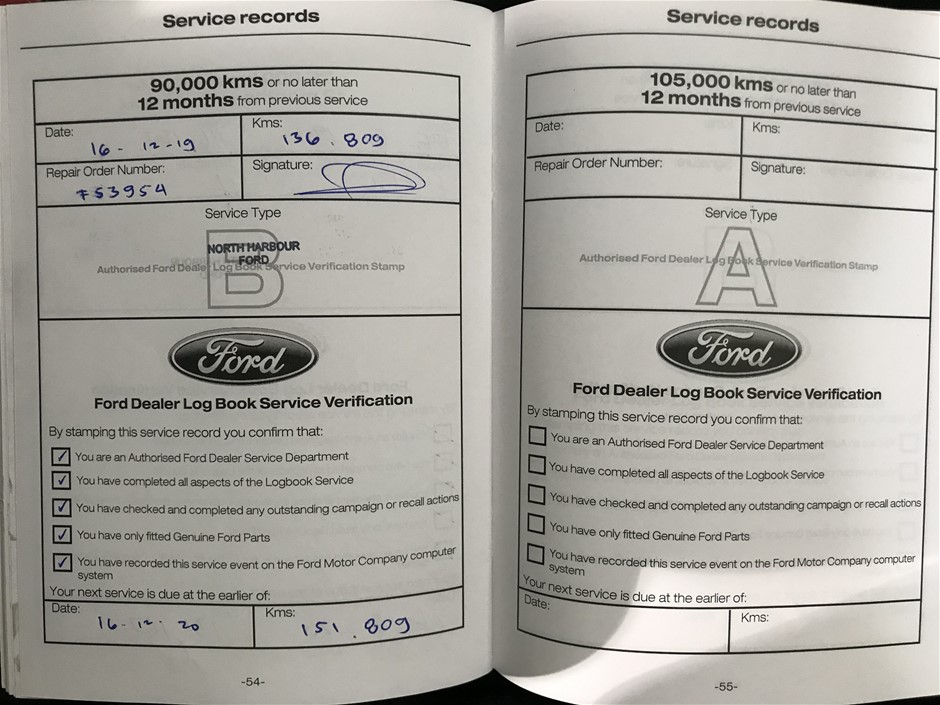 Service records
90,000 kms or no later than
12 months from previous service
Date:
16 - 12 - 19
Kms:
136 . 809
Repair Order Number:
753954
Signature:
Service Type
B
NORTH HARBOUR
FORD
Authorised Ford Dealer Log Book Service Verification Stamp
Ford
Ford Dealer Log Book Service Verification
By stamping this service record you confirm that:
You are an Authorised Ford Dealer Service Department
You have completed all aspects of the Logbook Service
You have checked and completed any outstanding campaign or recall actions
You have only fitted Genuine Ford Parts
You have recorded this service event on the Ford Motor Company computer
system
Your next service is due at the earlier of:
Date:
16 - 12 - 20
Kms:
151 . 809
-54-
Service records
105,000 kms or no later than
12 months from previous service
Date:
Kms:
Repair Order Number:
Signature:
Service Type
A
Authorised Ford Dealer Log Book Service Verification Stamp
Ford
Ford Dealer Log Book Service Verification
By stamping this service record you confirm that:
You are an Authorised Ford Dealer Service Department
You have completed all aspects of the Logbook Service
You have checked and completed any outstanding campaign or recall actions
You have only fitted Genuine Ford Parts
You have recorded this service event on the Ford Motor Company computer
system
Your next service is due at the earlier of:
Date:
Kms:
-55-